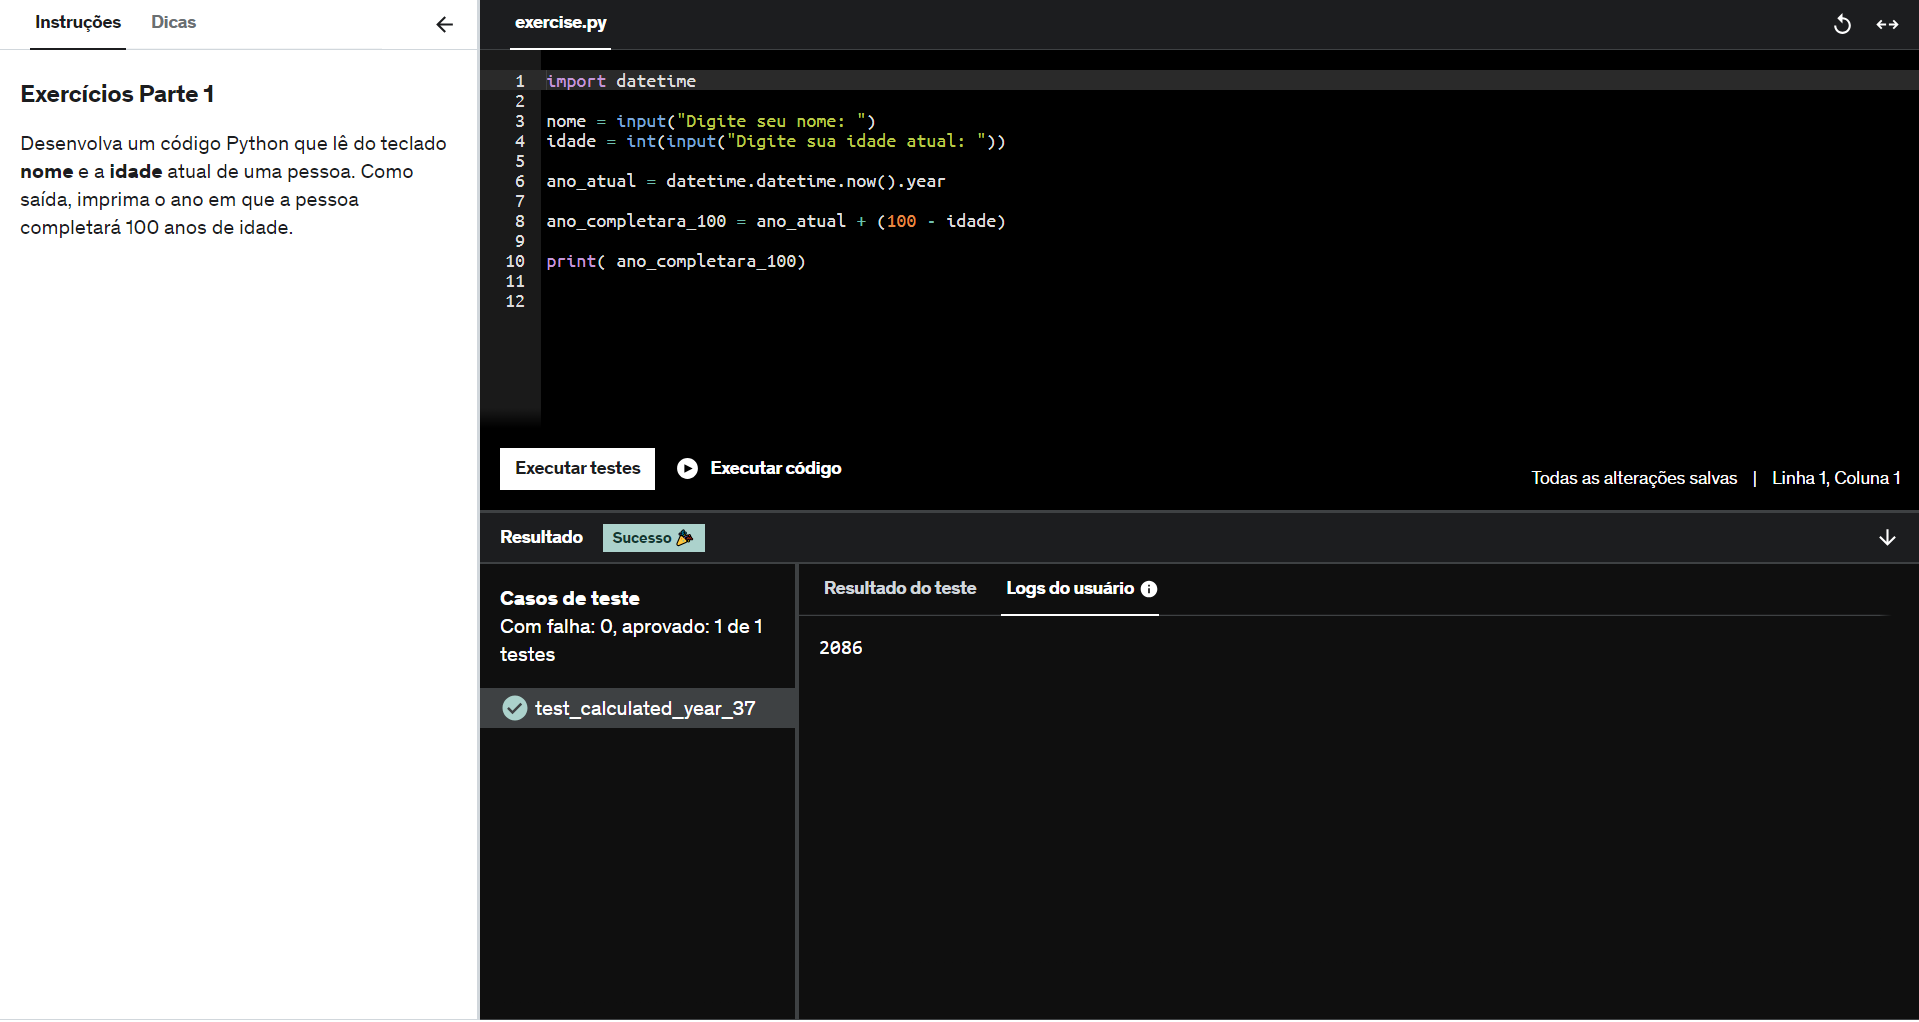 Instruções Dicas
Exercícios Parte 1
Desenvolva um código Python que lê do teclado
nome e a idade atual de uma pessoa. Como
saída, imprima o ano em que a pessoa
completará 100 anos de idade.
exercise.py
1 import datetime
2
3 nome = input("Digite seu nome: ")
4 idade = int(input("Digite sua idade atual: "))
5
6 ano_atual = datetime.datetime.now().year
7
8 ano_completara_100 = ano_atual + (100 - idade)
9
10 print( ano_completara_100)
11
12
Executar testes Executar código
Todas as alterações salvas | Linha 1, Coluna 1
Resultado Sucesso
Casos de teste
Com falha: 0, aprovado: 1 de 1
testes
test_calculated_year_37
Resultado do teste Logs do usuário
2086